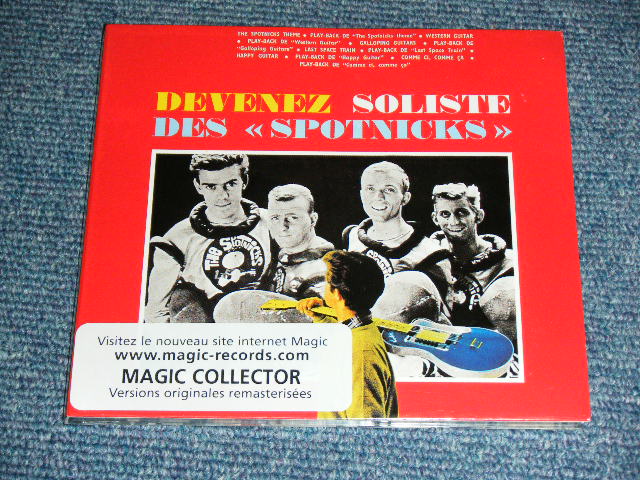 THE SPOTNICKS THEME • PLAY-BACK DE "The Spotnicks theme" • WESTERN GUITAR
• PLAY-BACK DE "Western Guitar" • GALLOPING GUITARS • PLAY-BACK DE
"Galloping Guitars" • LAST SPACE TRAIN • PLAY-BACK DE "Last Space Train" •
HAPPY GUITAR • PLAY-BACK DE "Happy Guitar" • COMME CI, COMME ÇA •
PLAY-BACK DE "Comme ci, comme ça"
DEVENEZ SOLISTE
DES « SPOTNICKS »
THE SPOTNICKS
Visitez le nouveau site internet Magic
www.magic-records.com
MAGIC COLLECTOR
Versions originales remasterisées